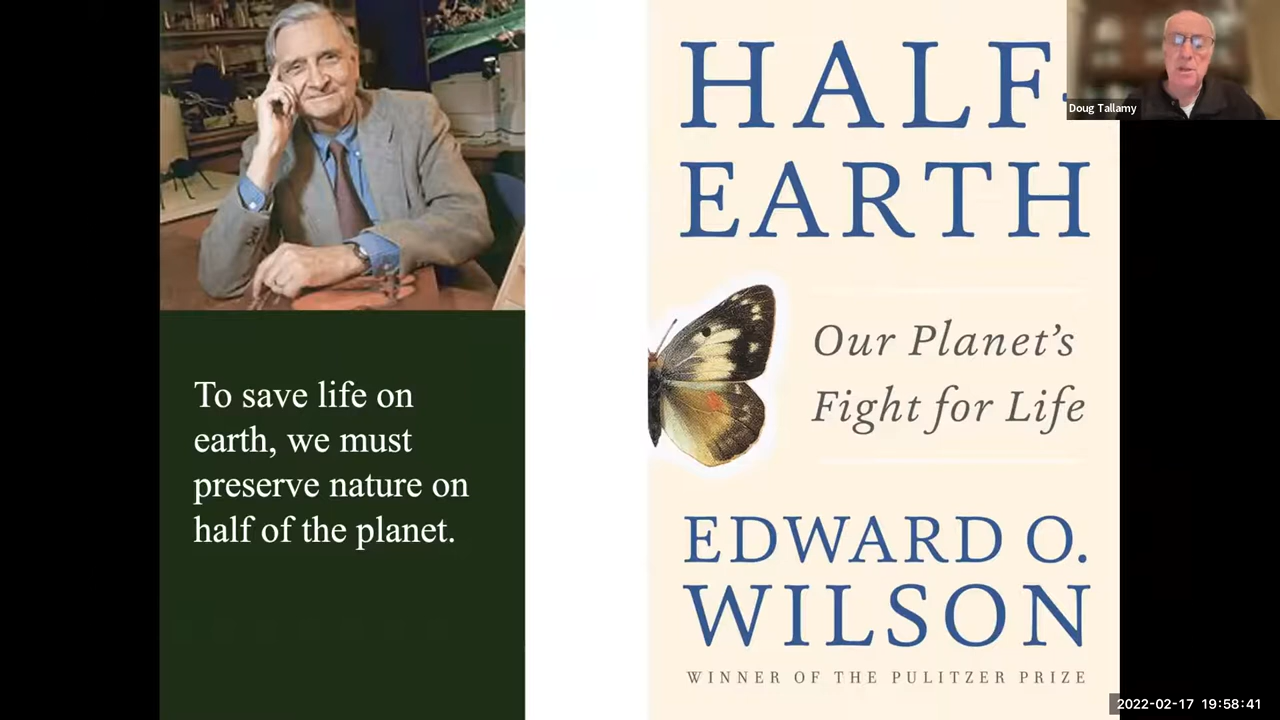 To save life on
earth, we must
preserve nature on
half of the planet.
HALF-
EARTH
Our Planet's
Fight for Life
EDWARD O.
WILSON
WINNER OF THE PULITZER PRIZE
Doug Tallamy
2022-02-17 19:58:41